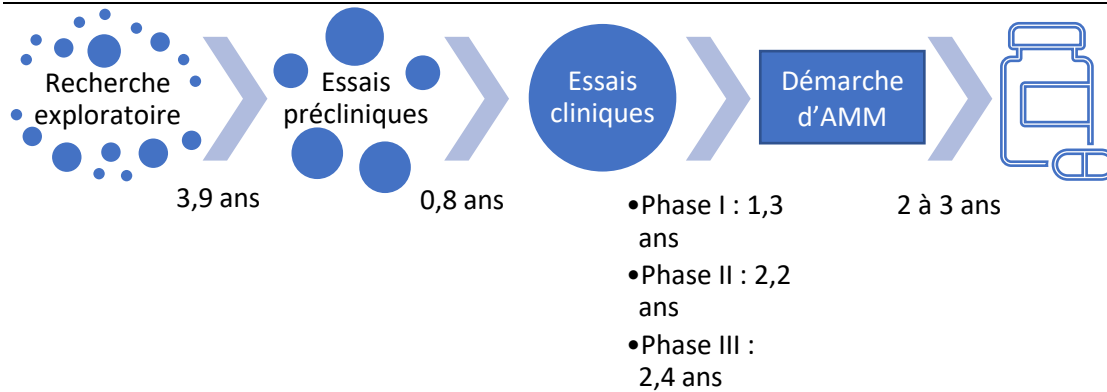 Recherche
exploratoire
Essais
précliniques
Essais
cliniques
Démarche
d’AMM
3,9 ans
0,8 ans
•Phase I : 1,3
ans
•Phase II : 2,2
ans
•Phase III :
2,4 ans
2 à 3 ans